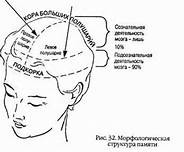 КОРА БОЛЬШИХ ПОЛУШАРИЙ
Правое
полушарие
Левое
полушарие
ПОДКОРКА
Сознательная
деятельность
мозга – лишь
10%
Подсознательная
деятельность
мозга – 90%
Рис. 32. Морфологическая
структура памяти